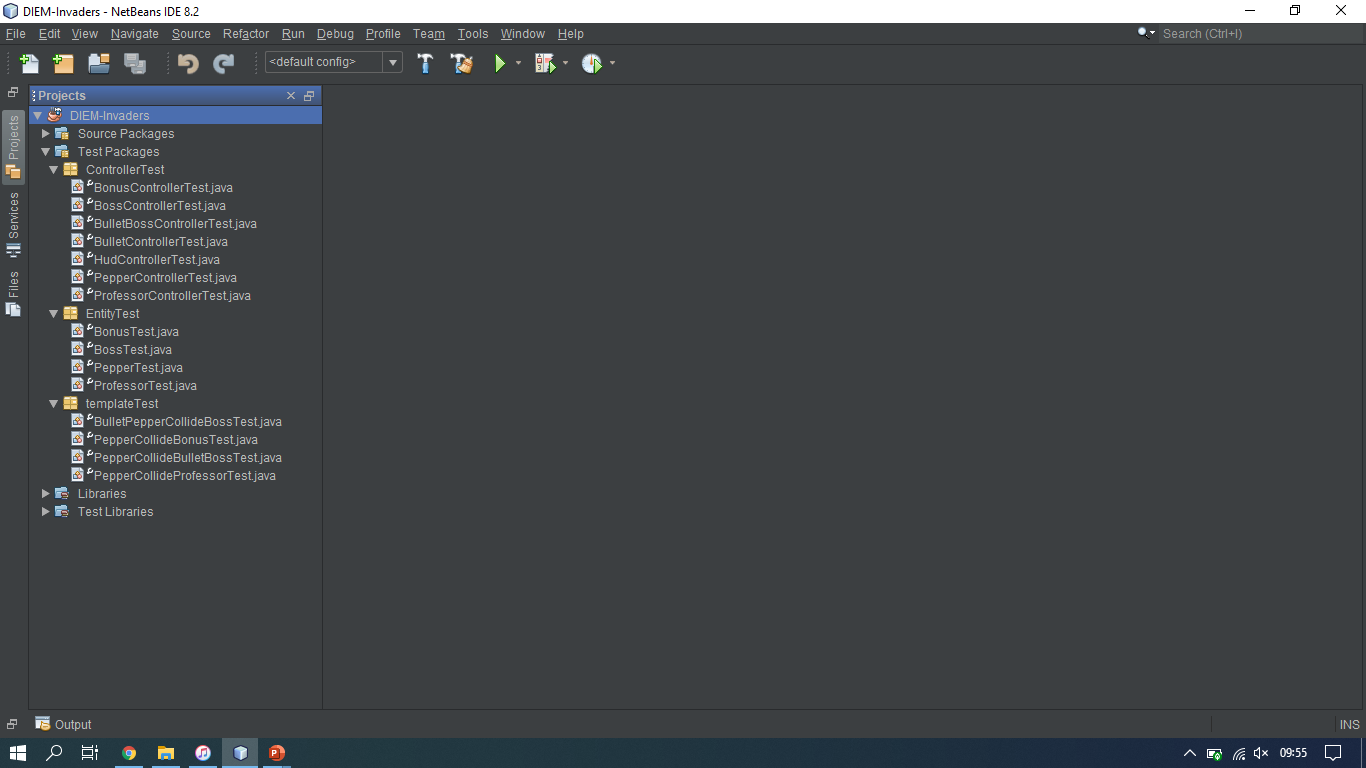 DIEM-Invaders - NetBeans IDE 8.2
File Edit View Navigate Source Refactor Run Debug Profile Team Tools Window Help
Search (Ctrl+I)
<default config>
Projects
Projects
Services
Files
DIEM-Invaders
Source Packages
Test Packages
ControllerTest
BonusControllerTest.java
BossControllerTest.java
BulletBossControllerTest.java
BulletControllerTest.java
HudControllerTest.java
PepperControllerTest.java
ProfessorControllerTest.java
EntityTest
BonusTest.java
BossTest.java
PepperTest.java
ProfessorTest.java
templateTest
BulletPepperCollideBossTest.java
PepperCollideBonusTest.java
PepperCollideBulletBossTest.java
PepperCollideProfessorTest.java
Libraries
Test Libraries
Output
INS
09:55